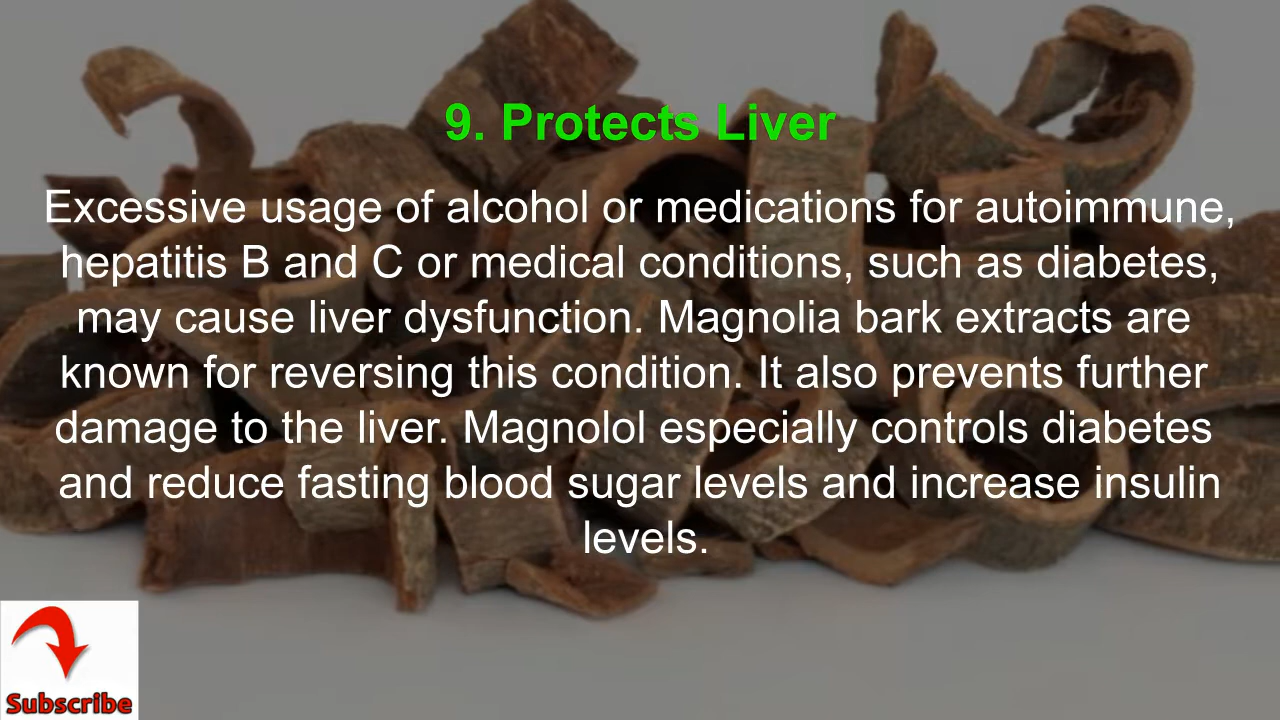 9. Protects Liver
Excessive usage of alcohol or medications for autoimmune,
hepatitis B and C or medical conditions, such as diabetes,
may cause liver dysfunction. Magnolia bark extracts are
known for reversing this condition. It also prevents further
damage to the liver. Magnolol especially controls diabetes
and reduce fasting blood sugar levels and increase insulin
levels.
Subscribe